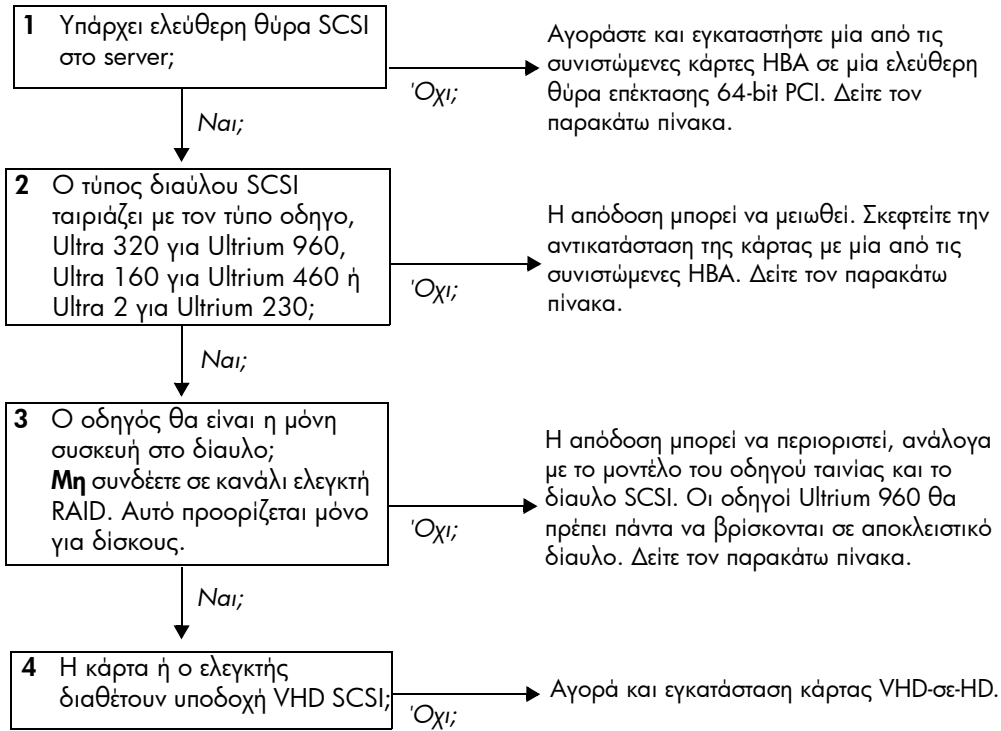 1 Υπάρχει ελεύθερη θύρα SCSI
στο server;
Όχι;
Αγοράστε και εγκαταστήστε μία από τις
συνιστώμενες κάρτες HBA σε μία ελεύθερη
θύρα επέκτασης 64-bit PCI. Δείτε τον
παρακάτω πίνακα.
Ναι;
2 Ο τύπος διαύλου SCSI
ταιριάζει με τον τύπο οδηγο,
Ultra 320 για Ultrium 960,
Ultra 160 για Ultrium 460 ή
Ultra 2 για Ultrium 230;
Όχι;
Η απόδοση μπορεί να μειωθεί. Σκεφτείτε την
αντικατάσταση της κάρτας με μία από τις
συνιστώμενες HBA. Δείτε τον παρακάτω
πίνακα.
Ναι;
3 Ο οδηγός θα είναι η μόνη
συσκευή στο δίαυλο;
Μη συνδέετε σε κανάλι ελεγκτή
RAID. Αυτό προορίζεται μόνο
για δίσκους.
Όχι;
Η απόδοση μπορεί να περιοριστεί, ανάλογα
με το μοντέλο του οδηγού ταινίας και το
δίαυλο SCSI. Οι οδηγοί Ultrium 960 θα
πρέπει πάντα να βρίσκονται σε αποκλειστικό
δίαυλο. Δείτε τον παρακάτω πίνακα.
Ναι;
4 Η κάρτα ή ο ελεγκτής
διαθέτουν υποδοχή VHD SCSI;
Όχι;
Αγορά και εγκατάσταση κάρτας VHD-σε-HD.